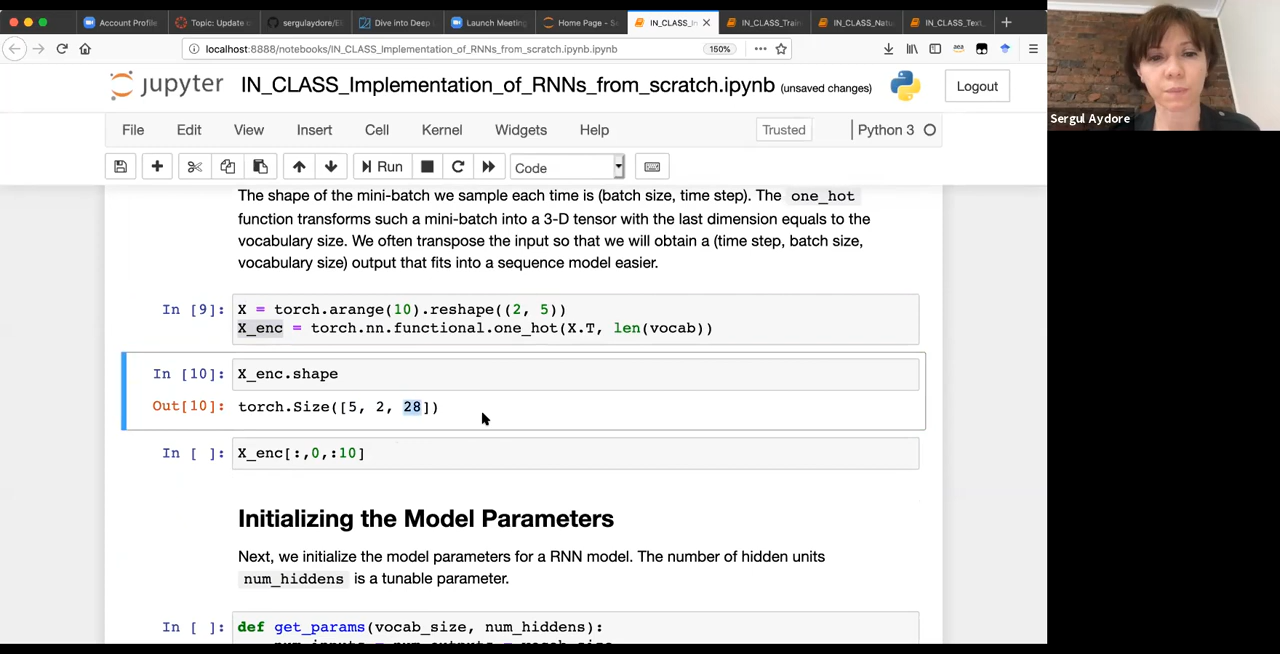 Account Profile
Topic: Update o
sergulaydore/E
Dive into Deep
Launch Meeting
Home Page - S
IN_CLASS_I
IN_CLASS_Train
IN_CLASS_Natu
IN_CLASS_Text
localhost:8888/notebooks/IN_CLASS_Implementation_of_RNNs_from_scratch.ipynb.ipynb
150%
jupyter IN_CLASS_Implementation_of_RNNs_from_scratch.ipynb (unsaved changes)
Logout
File Edit View Insert Cell Kernel Widgets Help
Trusted
Python 3
Run
Code
The shape of the mini-batch we sample each time is (batch size, time step). The one_hot
function transforms such a mini-batch into a 3-D tensor with the last dimension equals to the
vocabulary size. We often transpose the input so that we will obtain a (time step, batch size,
vocabulary size) output that fits into a sequence model easier.
In [9]: X = torch.arange(10).reshape((2, 5))
X_enc = torch.nn.functional.one_hot(X.T, len(vocab))
In [10]: X_enc.shape
Out[10]: torch.Size([5, 2, 28])
In [ ]: X_enc[:,0,:10]
Initializing the Model Parameters
Next, we initialize the model parameters for a RNN model. The number of hidden units
num_hiddens is a tunable parameter.
In [ ]: def get_params(vocab_size, num_hiddens):
num_inputs = num_outputs = vocab_size
Sergul Aydore